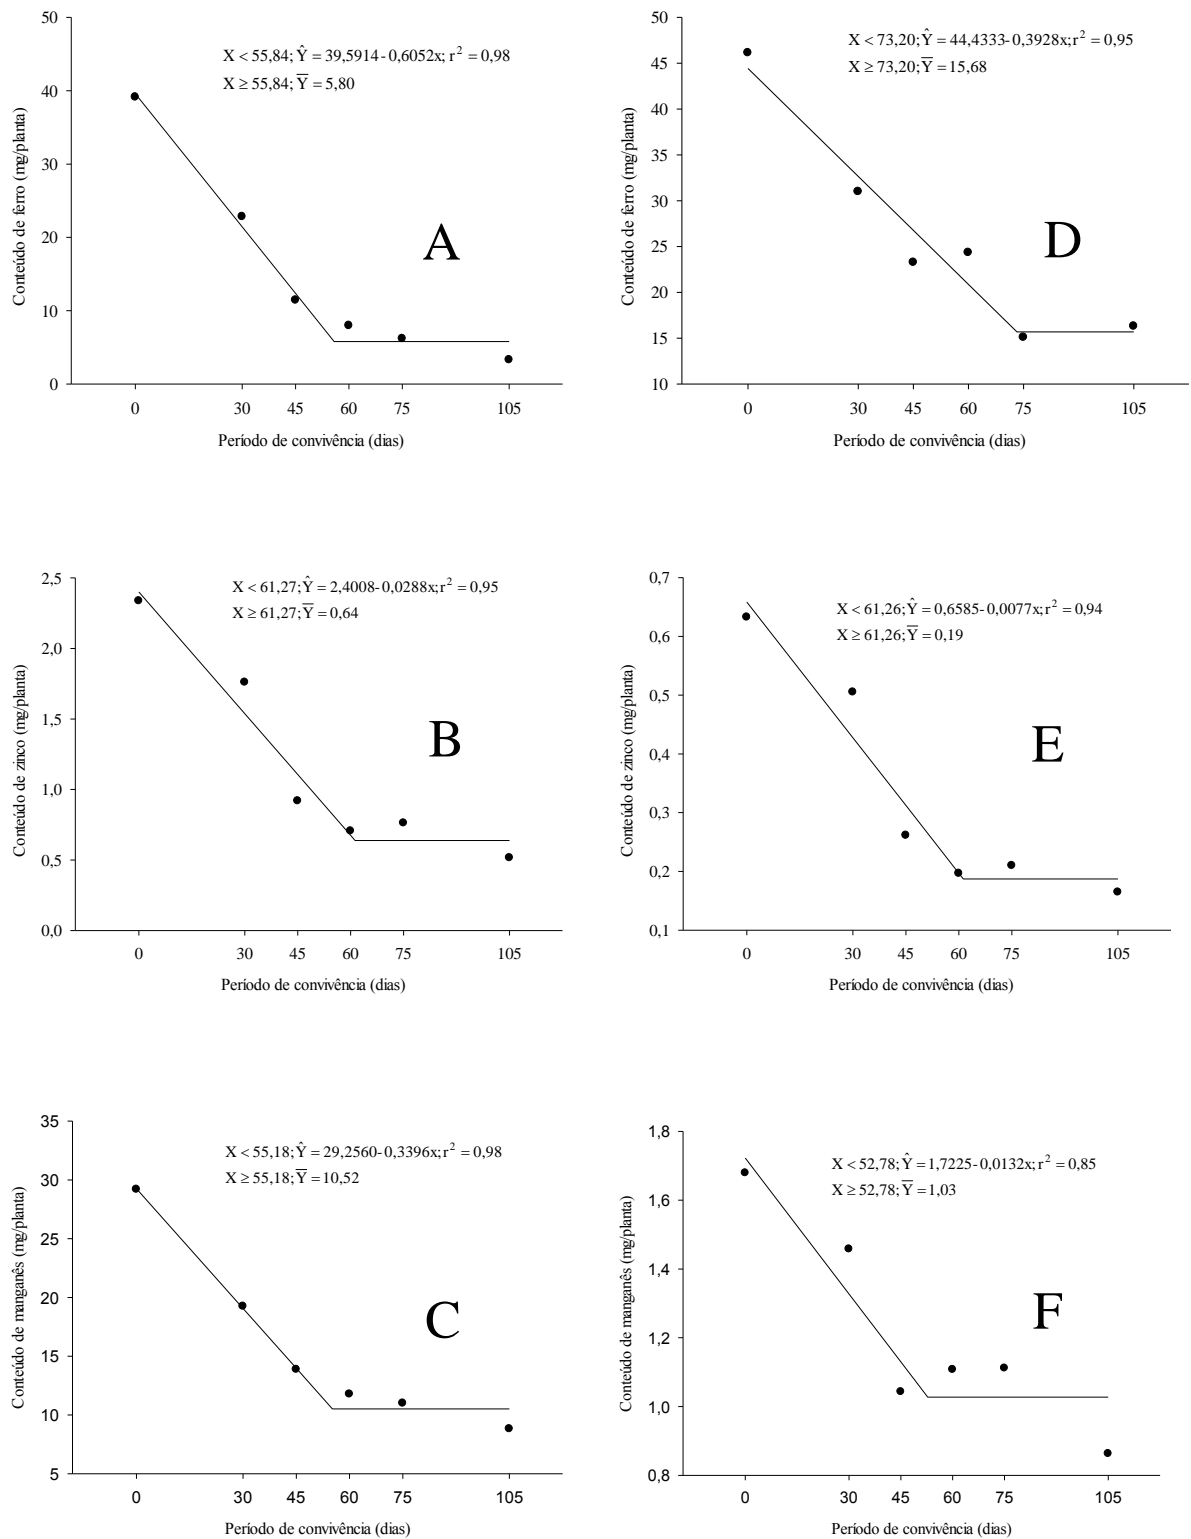 X < 55,84; Ŷ = 39,5914 - 0,6052x; r² = 0,98
X ≥ 55,84; Y̅ = 5,80
A
Conteúdo de ferro (mg/planta)
50
40
30
20
10
0
0 30 45 60 75 105
Período de convivência (dias)
X < 73,20; Ŷ = 44,4333 - 0,3928x; r² = 0,95
X ≥ 73,20; Y̅ = 15,68
D
Conteúdo de ferro (mg/planta)
50
45
40
35
30
25
20
15
10
0 30 45 60 75 105
Período de convivência (dias)
X < 61,27; Ŷ = 2,4008 - 0,0288x; r² = 0,95
X ≥ 61,27; Y̅ = 0,64
B
Conteúdo de zinco (mg/planta)
2,5
2,0
1,5
1,0
0,5
0,0
0 30 45 60 75 105
Período de convivência (dias)
X < 61,26; Ŷ = 0,6585 - 0,0077x; r² = 0,94
X ≥ 61,26; Y̅ = 0,19
E
Conteúdo de zinco (mg/planta)
0,7
0,6
0,5
0,4
0,3
0,2
0,1
0 30 45 60 75 105
Período de convivência (dias)
X < 55,18; Ŷ = 29,2560 - 0,3396x; r² = 0,98
X ≥ 55,18; Y̅ = 10,52
C
Conteúdo de manganês (mg/planta)
35
30
25
20
15
10
5
0 30 45 60 75 105
Período de convivência (dias)
X < 52,78; Ŷ = 1,7225 - 0,0132x; r² = 0,85
X ≥ 52,78; Y̅ = 1,03
F
Conteúdo de manganês (mg/planta)
1,8
1,6
1,4
1,2
1,0
0,8
0 30 45 60 75 105
Período de convivência (dias)